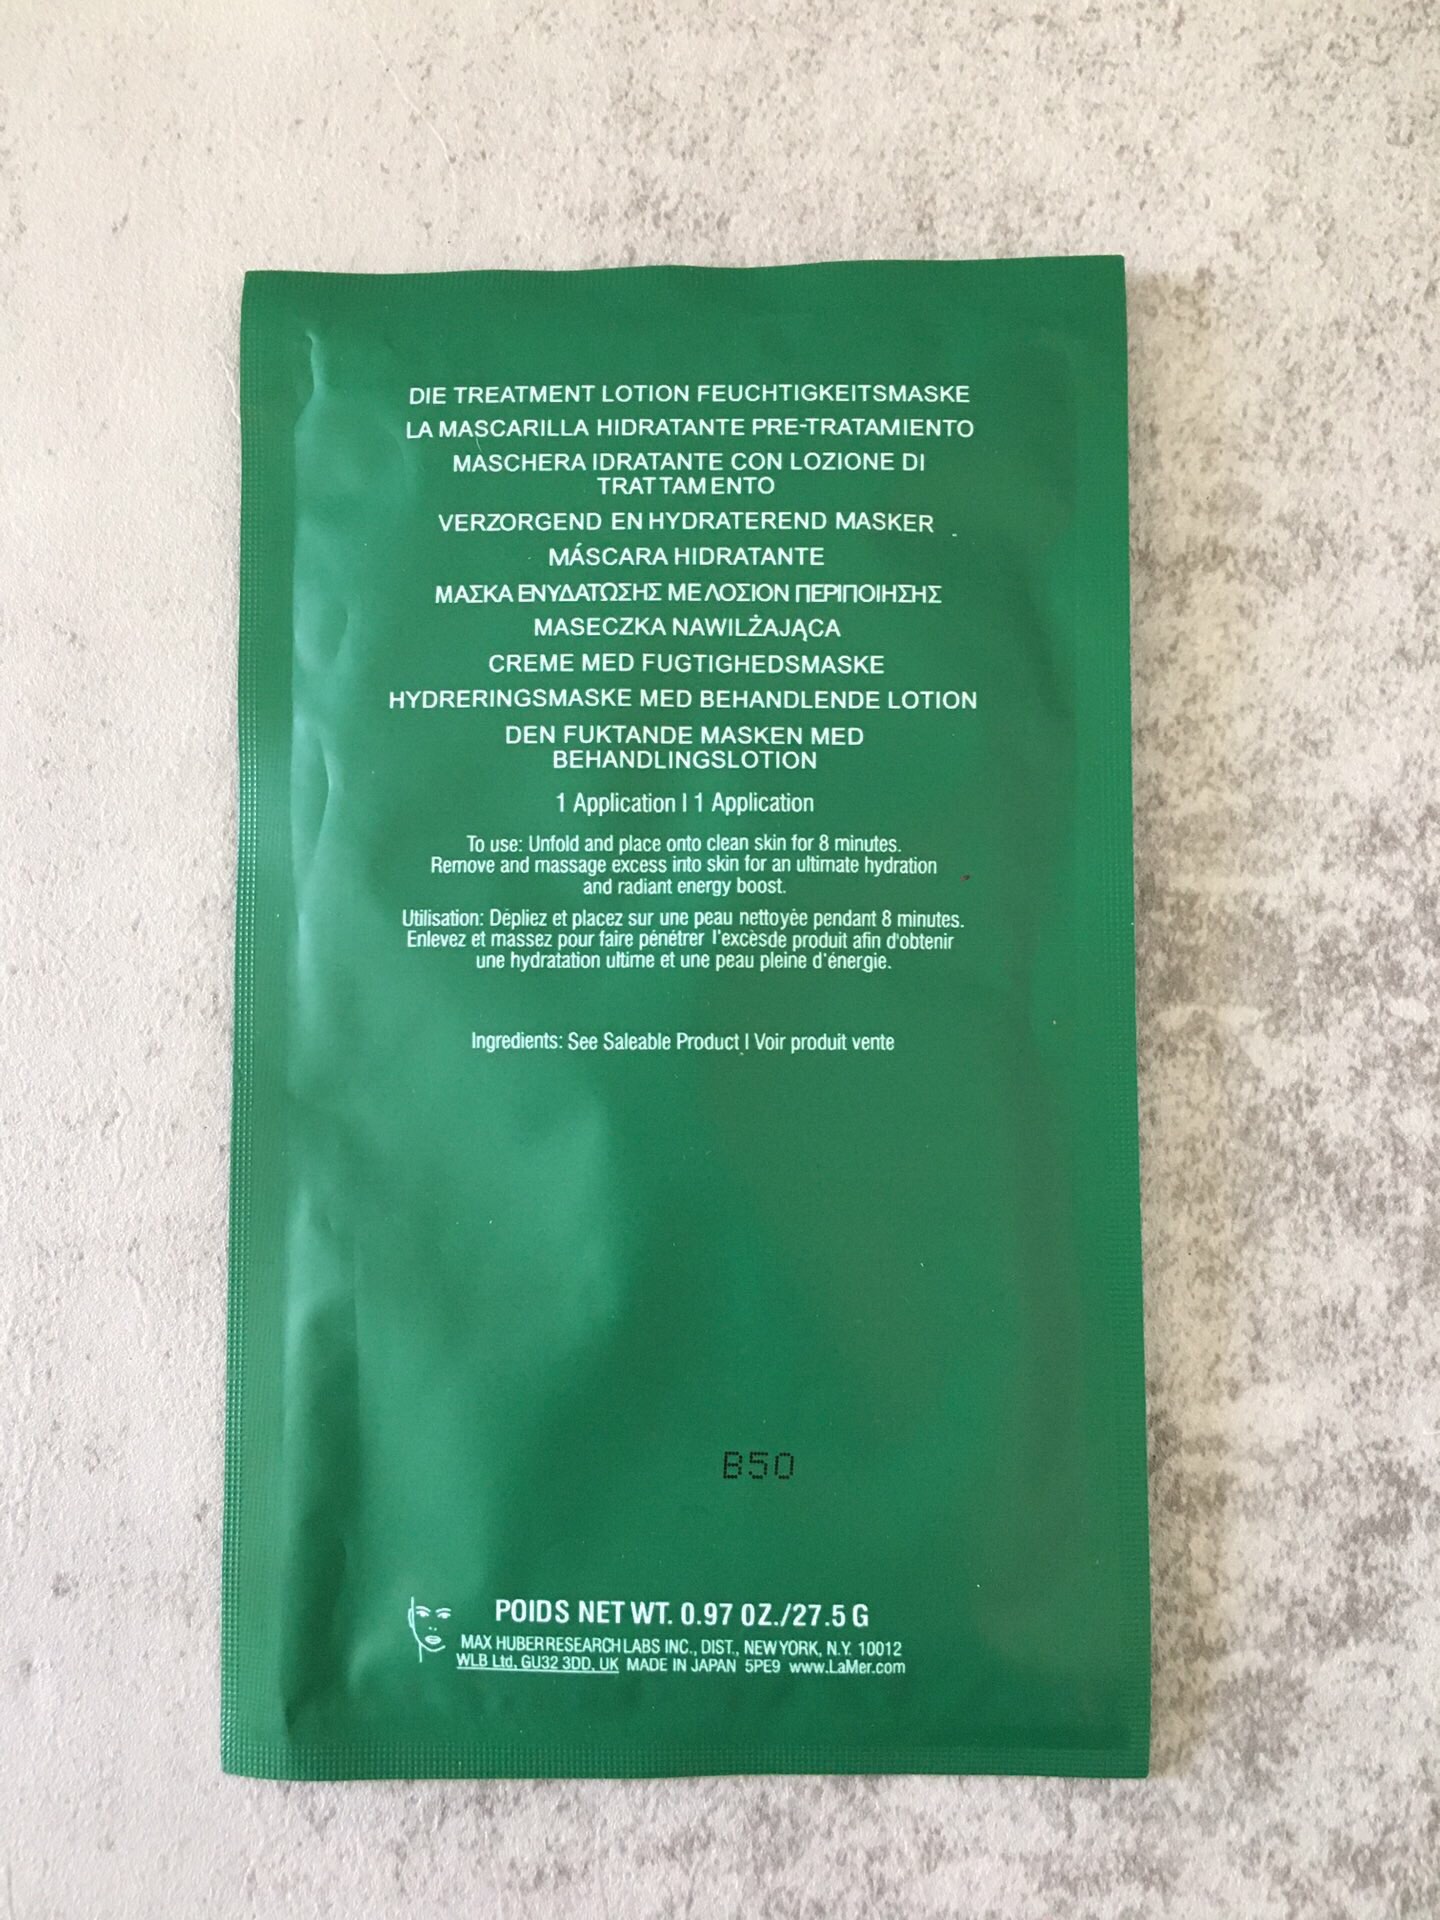 DIE TREATMENT LOTION FEUCHTIGKEITSMASKE
LA MASCARILLA HIDRATANTE PRE-TRATAMIENTO
MASCHERA IDRATANTE CON LOZIONE DI
TRATTAMENTO
VERZORGEND EN HYDRATEREND MASKER
MÁSCARA HIDRATANTE
ΜΑΣΚΑ ΕΝΥΔΑΤΩΣΗΣ ΜΕ ΛΟΣΙΟΝ ΠΕΡΙΠΟΙΗΣΗΣ
MASECZKA NAWILŻAJĄCA
CREME MED FUGTIGHEDSMASKE
HYDRERINGSMASKE MED BEHANDLENDE LOTION
DEN FUKTANDE MASKEN MED
BEHANDLINGSLOTION
1 Application | 1 Application
To use: Unfold and place onto clean skin for 8 minutes.
Remove and massage excess into skin for an ultimate hydration
and radiant energy boost.
Utilisation: Dépliez et placez sur une peau nettoyée pendant 8 minutes.
Enlevez et massez pour faire pénétrer l'excèsde produit afin d'obtenir
une hydratation ultime et une peau pleine d'énergie.
Ingredients: See Saleable Product | Voir produit vente
B50
POIDS NET WT. 0.97 OZ./27.5 G
MAX HUBER RESEARCH LABS INC., DIST., NEW YORK, N.Y. 10012
WLB Ltd, GU32 3DD, UK MADE IN JAPAN 5PE9 www.LaMer.com